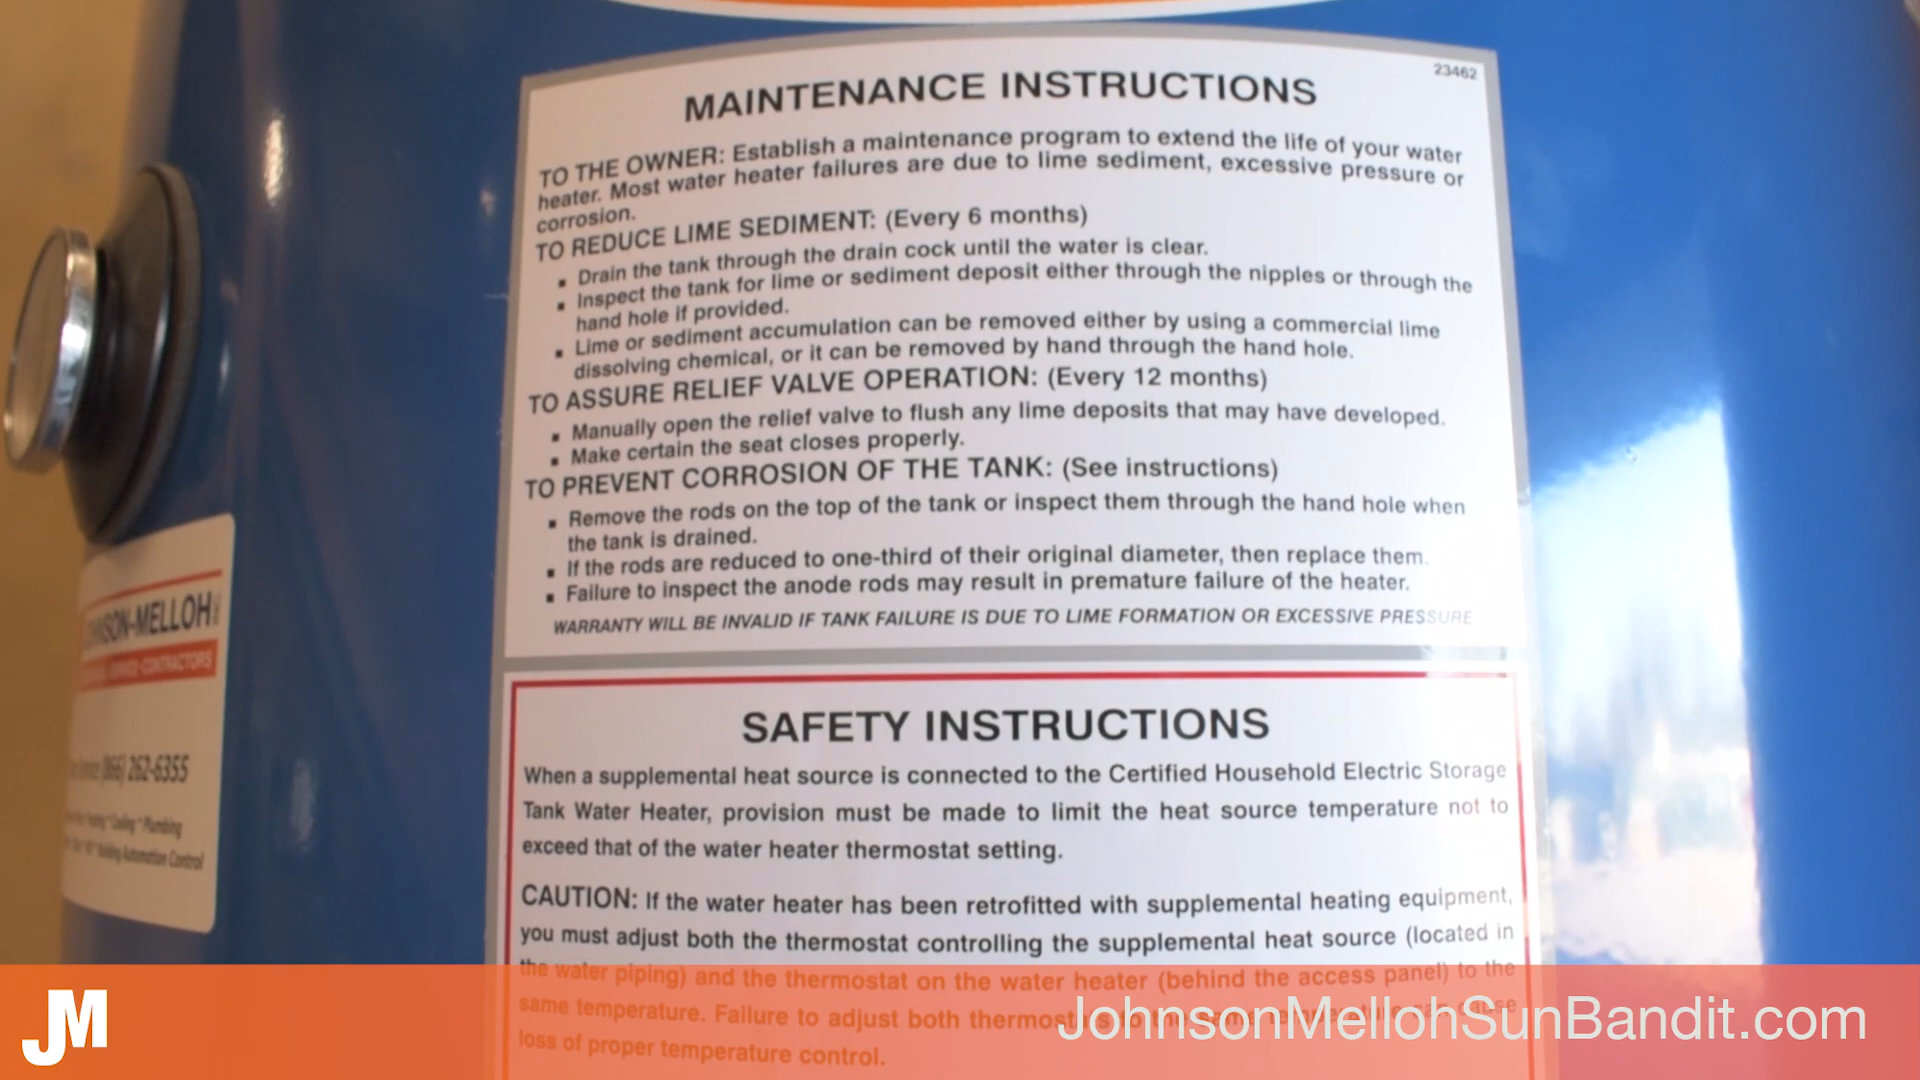 23462
MAINTENANCE INSTRUCTIONS
TO THE OWNER: Establish a maintenance program to extend the life of your water
heater. Most water heater failures are due to lime sediment, excessive pressure or
corrosion.
TO REDUCE LIME SEDIMENT: (Every 6 months)
▪ Drain the tank through the drain cock until the water is clear.
▪ Inspect the tank for lime or sediment deposit either through the nipples or through the
hand hole if provided.
▪ Lime or sediment accumulation can be removed either by using a commercial lime
dissolving chemical, or it can be removed by hand through the hand hole.
TO ASSURE RELIEF VALVE OPERATION: (Every 12 months)
▪ Manually open the relief valve to flush any lime deposits that may have developed.
▪ Make certain the seat closes properly.
TO PREVENT CORROSION OF THE TANK: (See instructions)
▪ Remove the rods on the top of the tank or inspect them through the hand hole when
the tank is drained.
▪ If the rods are reduced to one-third of their original diameter, then replace them.
▪ Failure to inspect the anode rods may result in premature failure of the heater.
WARRANTY WILL BE INVALID IF TANK FAILURE IS DUE TO LIME FORMATION OR EXCESSIVE PRESSURE
SAFETY INSTRUCTIONS
When a supplemental heat source is connected to the Certified Household Electric Storage
Tank Water Heater, provision must be made to limit the heat source temperature not to
exceed that of the water heater thermostat setting.
CAUTION: If the water heater has been retrofitted with supplemental heating equipment,
you must adjust both the thermostat controlling the supplemental heat source (located in
the water piping) and the thermostat on the water heater (behind the access panel) to the
same temperature. Failure to adjust both thermostats to the same temperature can cause
loss of proper temperature control.
-MELLOH
CONTRACTORS
(866) 262-6355
Heating * Cooling * Plumbing
Building Automation Control
JM
JohnsonMellohSunBandit.com